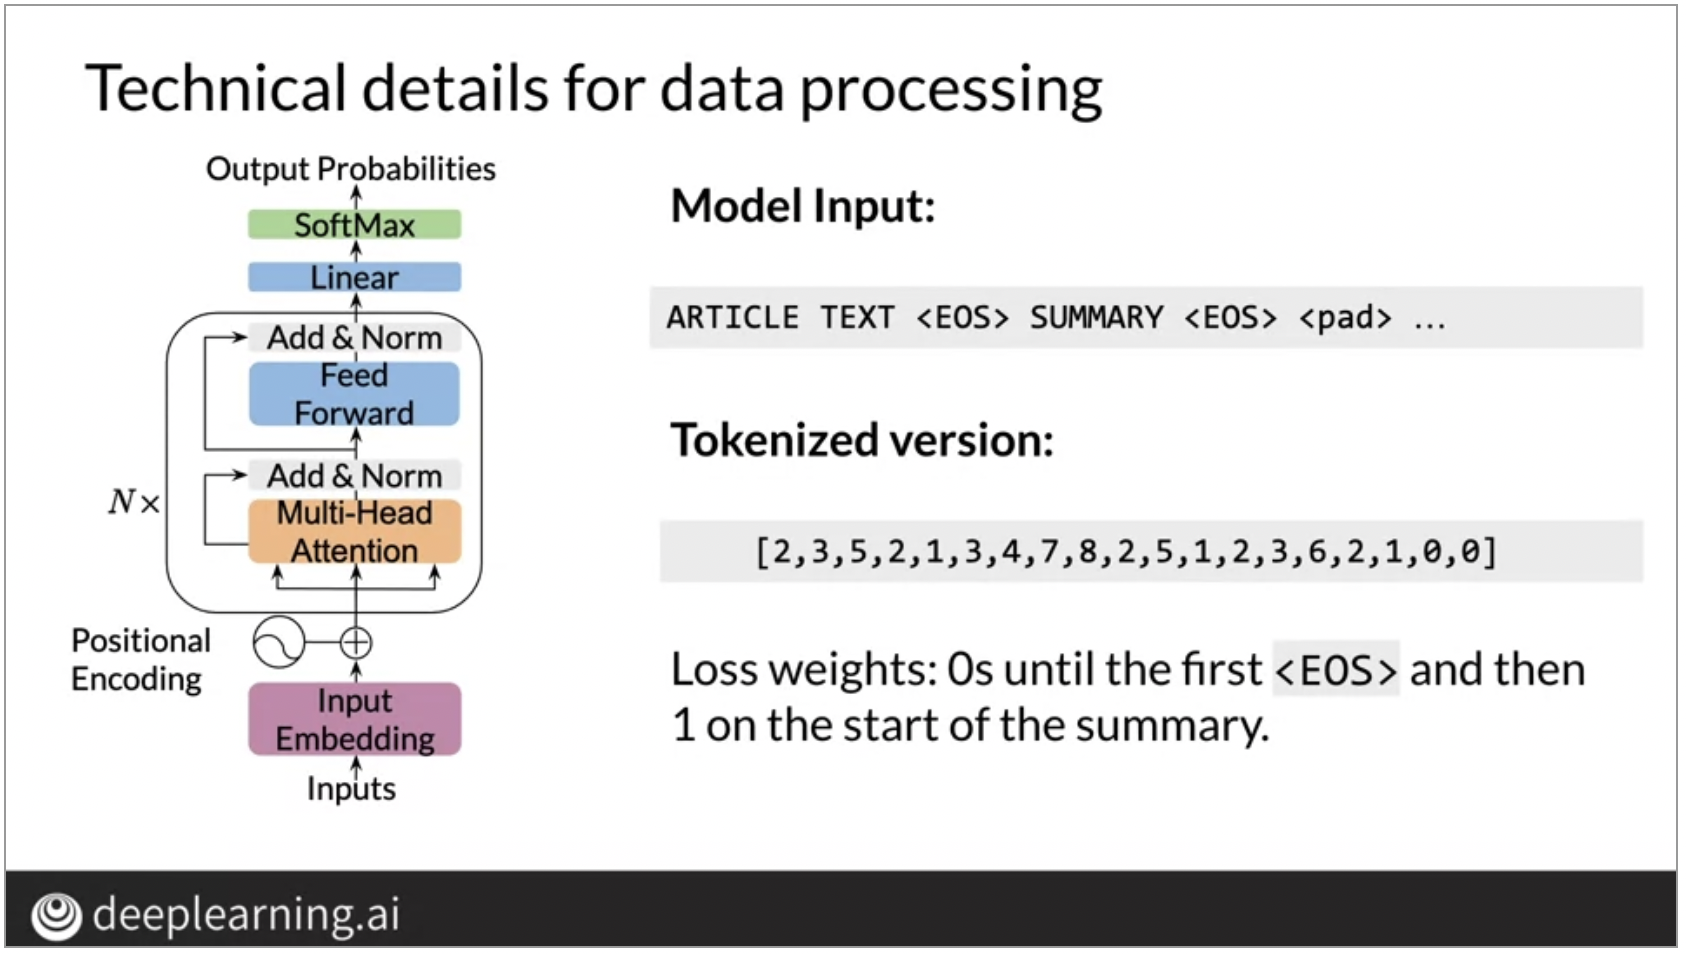 Technical details for data processing
Output Probabilities
SoftMax
Linear
Add & Norm
Feed
Forward
Add & Norm
Multi-Head
Attention
N×
Positional
Encoding
Input
Embedding
Inputs
Model Input:
ARTICLE TEXT <EOS> SUMMARY <EOS> <pad> ...
Tokenized version:
[2,3,5,2,1,3,4,7,8,2,5,1,2,3,6,2,1,0,0]
Loss weights: 0s until the first <EOS> and then
1 on the start of the summary.
deeplearning.ai